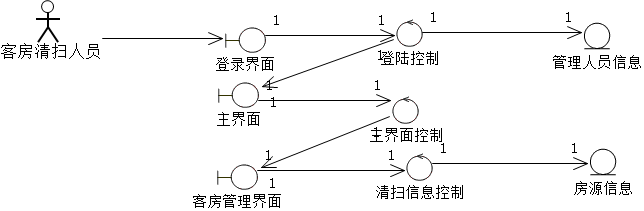 1 1 1 1
客房清扫人员
登录界面
登陆控制
管理人员信息
1
1 1 1
主界面
主界面控制
1
1 1 1 1
1
客房管理界面
清扫信息控制
房源信息